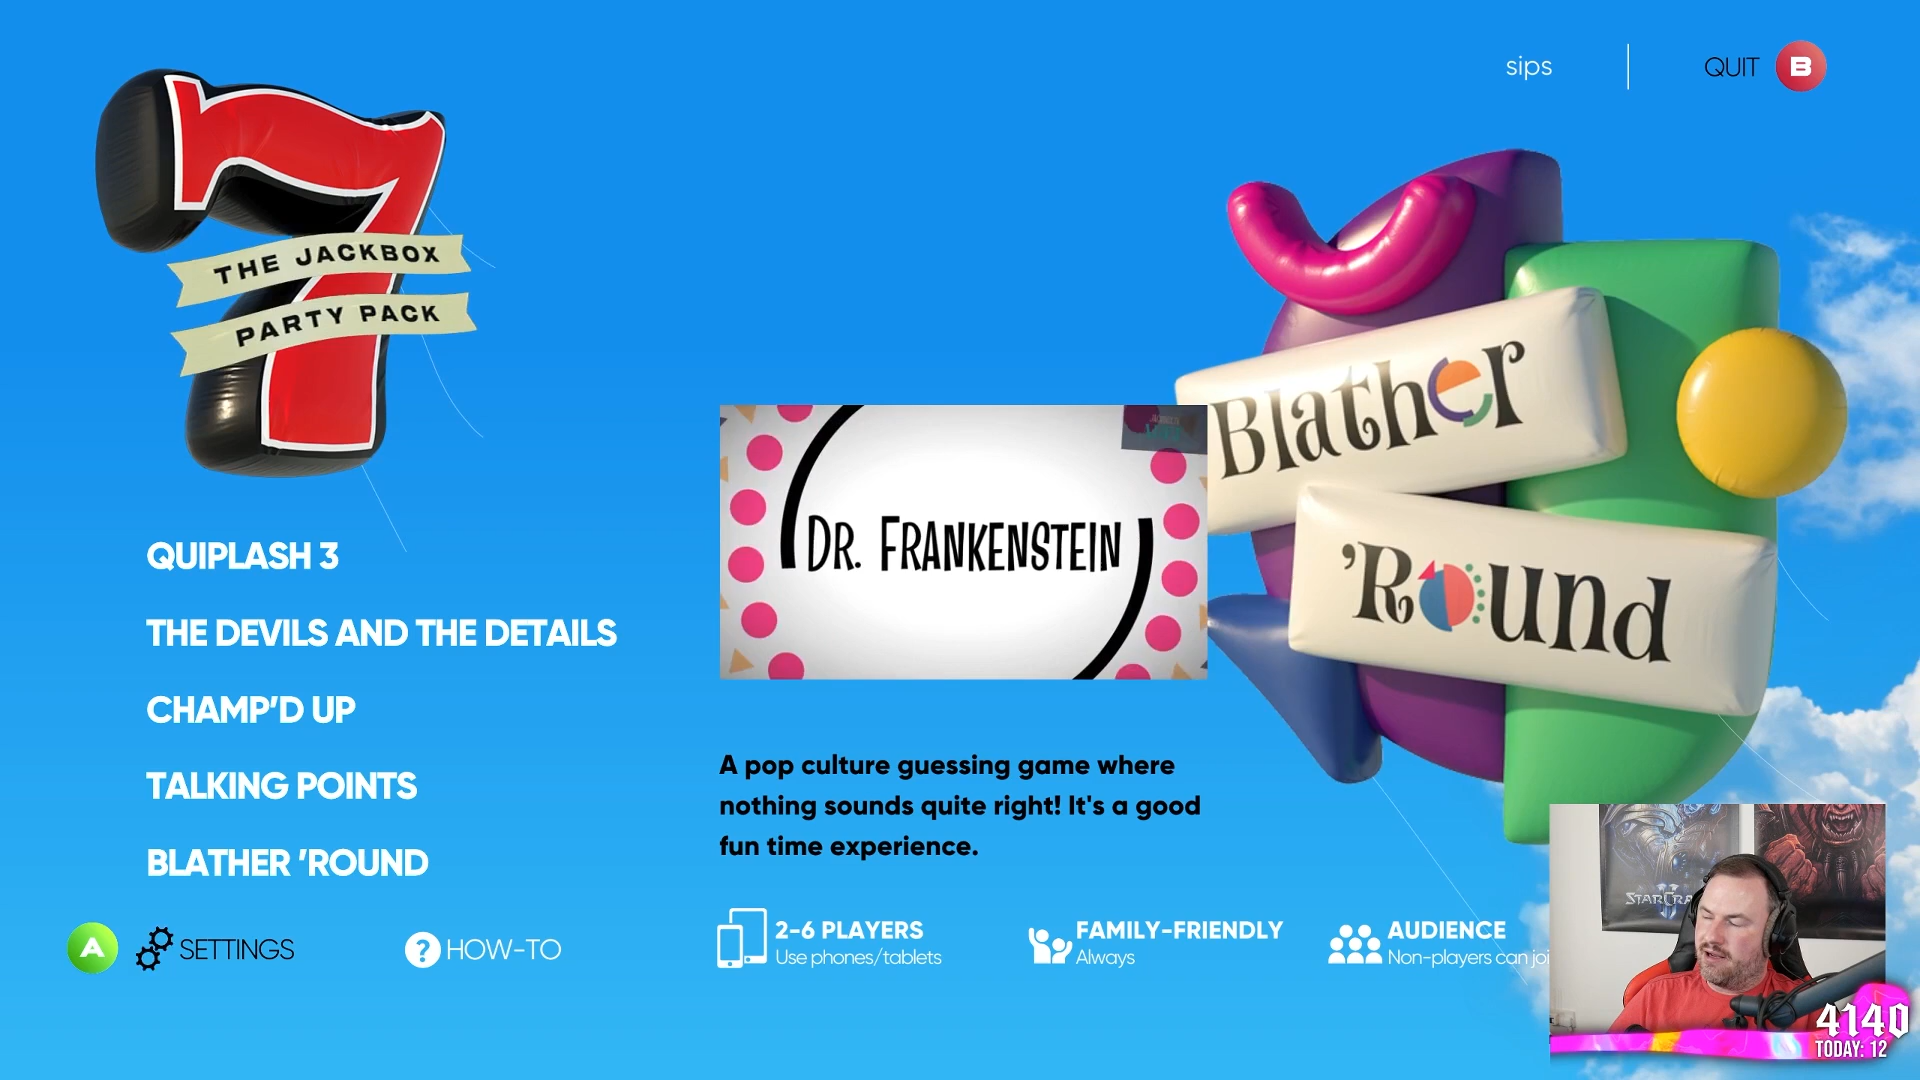 sips
QUIT B
7
THE JACKBOX
PARTY PACK
Blather
'Round
DR. FRANKENSTEIN
QUIPLASH 3
THE DEVILS AND THE DETAILS
CHAMP'D UP
TALKING POINTS
BLATHER 'ROUND
A pop culture guessing game where
nothing sounds quite right! It's a good
fun time experience.
A SETTINGS
? HOW-TO
2-6 PLAYERS
Use phones/tablets
FAMILY-FRIENDLY
Always
AUDIENCE
Non-players can joi
STARCRA
4140
TODAY: 12